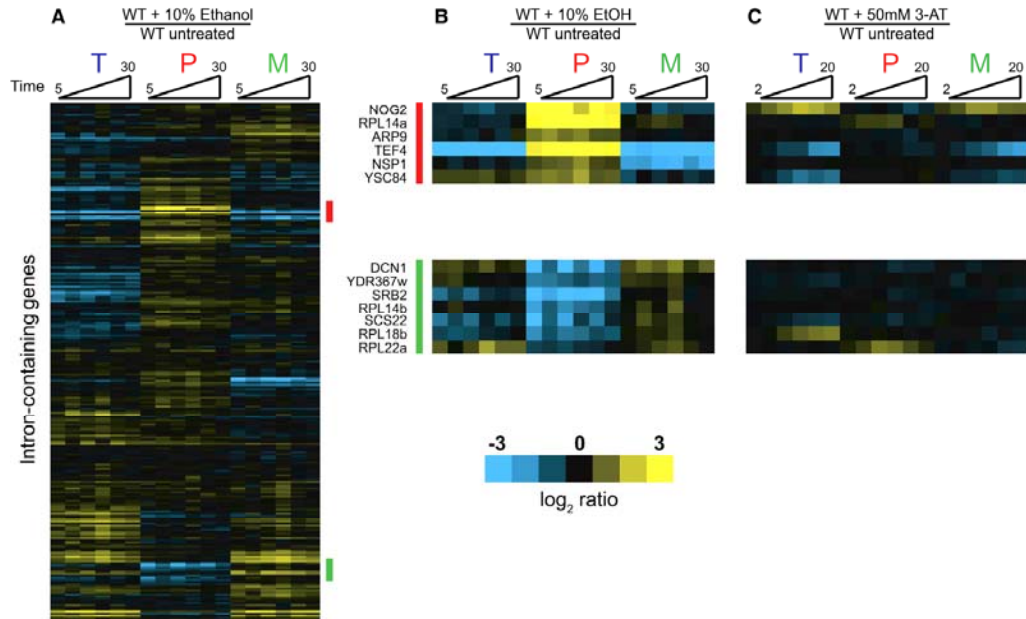 A
WT + 10% Ethanol
WT untreated
T P M
Time 5 30 5 30 5 30
Intron-containing genes
B
WT + 10% EtOH
WT untreated
T P M
5 30 5 30 5 30
NOG2
RPL14a
ARP9
TEF4
NSP1
YSC84
DCN1
YDR367w
SRB2
RPL14b
SCS22
RPL18b
RPL22a
-3 0 3
log2 ratio
C
WT + 50mM 3-AT
WT untreated
T P M
2 20 2 20 2 20